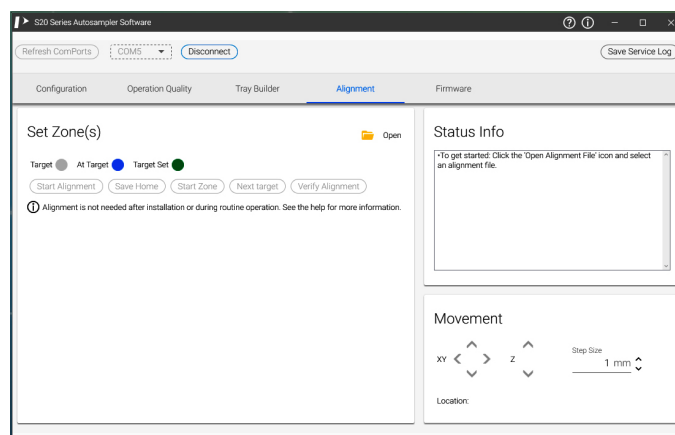 S20 Series Autosampler Software
Refresh ComPorts
COM5
Disconnect
Save Service Log
Configuration
Operation Quality
Tray Builder
Alignment
Firmware
Set Zone(s)
Open
Target
At Target
Target Set
Start Alignment
Save Home
Start Zone
Next target
Verify Alignment
Alignment is not needed after installation or during routine operation. See the help for more information.
Status Info
•To get started: Click the 'Open Alignment File' icon and select
an alignment file.
Movement
XY
Z
Step Size
1 mm
Location: